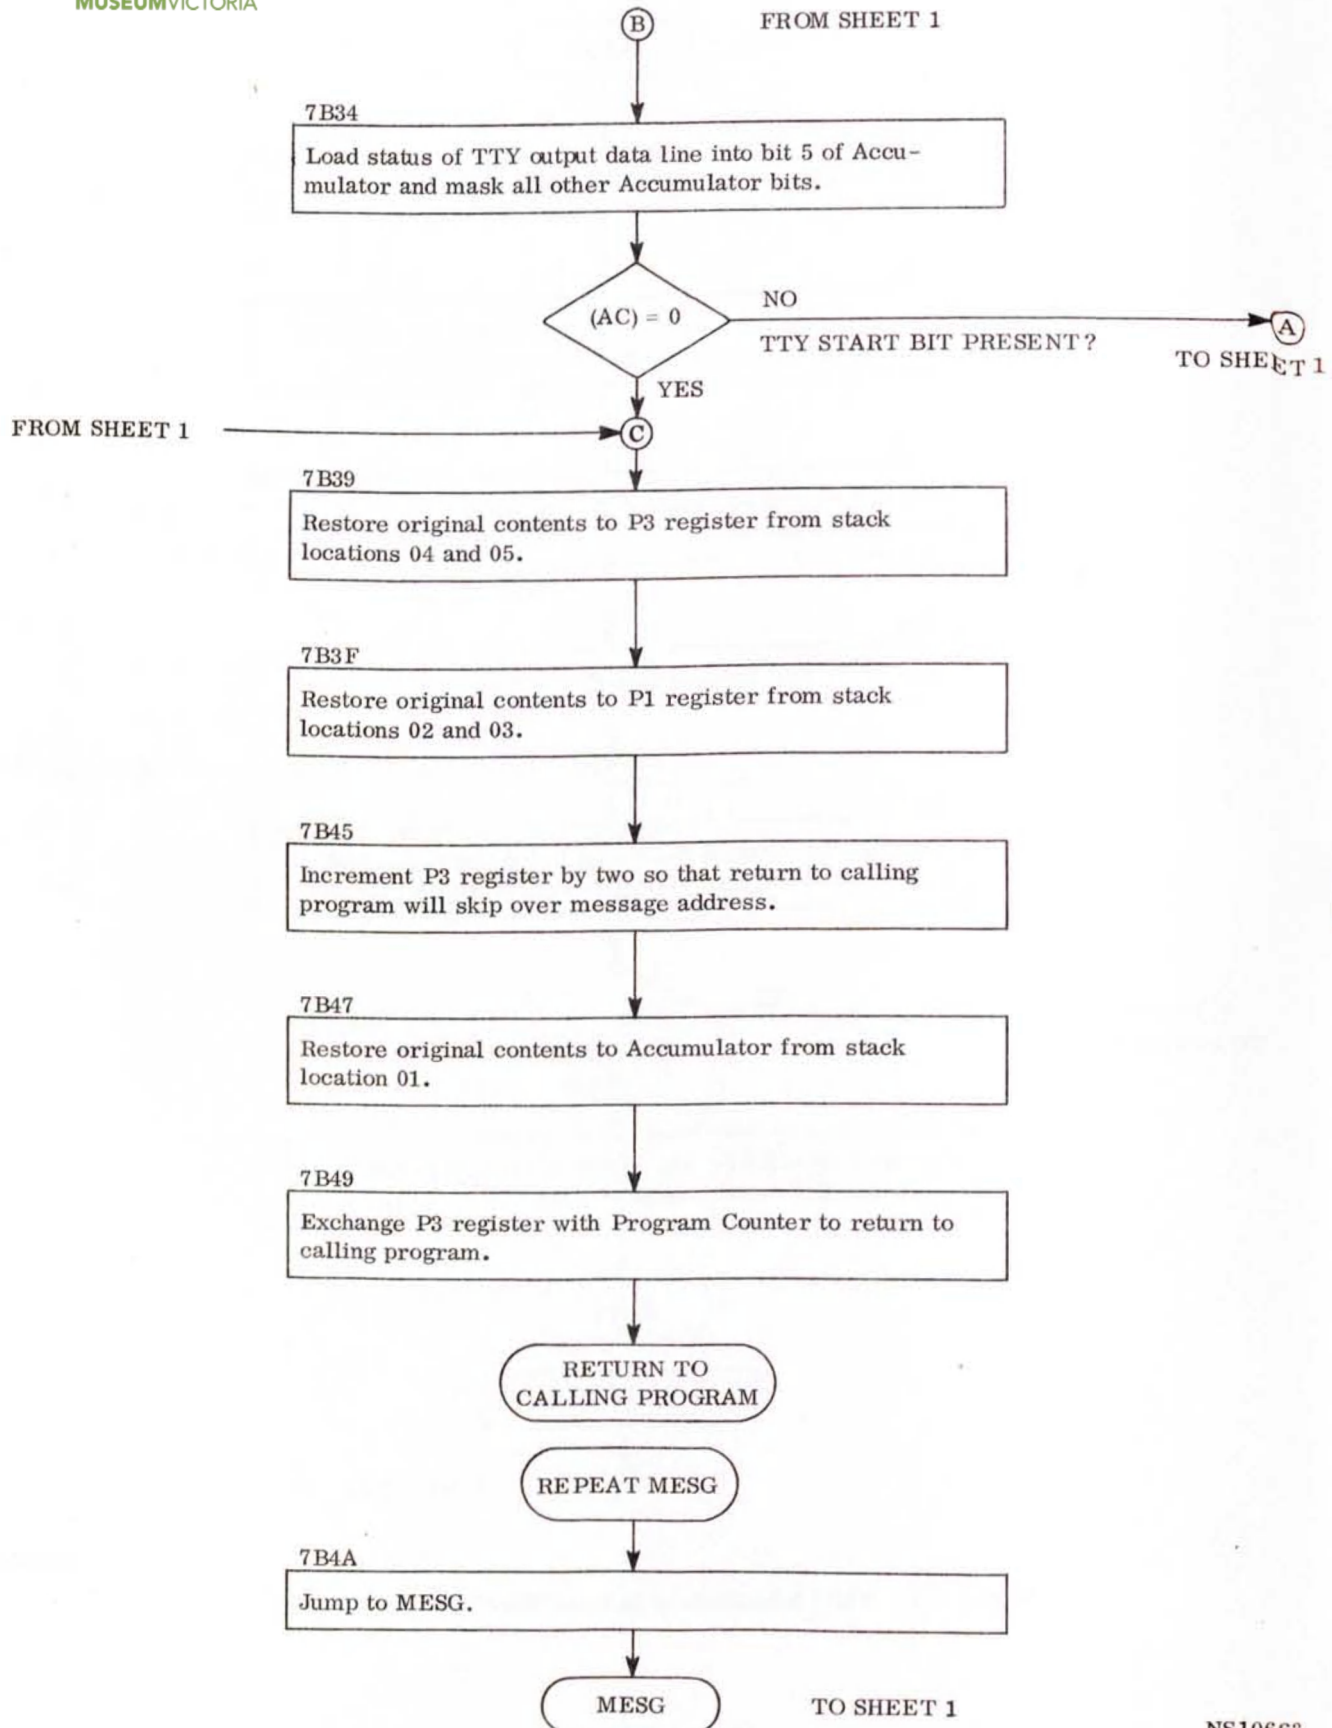 MUSEUMVICTORIA
B
FROM SHEET 1
7B34
Load status of TTY output data line into bit 5 of Accu-
mulator and mask all other Accumulator bits.
(AC) = 0
NO
TTY START BIT PRESENT?
A
TO SHEET 1
YES
FROM SHEET 1
C
7B39
Restore original contents to P3 register from stack
locations 04 and 05.
7B3F
Restore original contents to P1 register from stack
locations 02 and 03.
7B45
Increment P3 register by two so that return to calling
program will skip over message address.
7B47
Restore original contents to Accumulator from stack
location 01.
7B49
Exchange P3 register with Program Counter to return to
calling program.
RETURN TO
CALLING PROGRAM
REPEAT MESG
7B4A
Jump to MESG.
MESG
TO SHEET 1